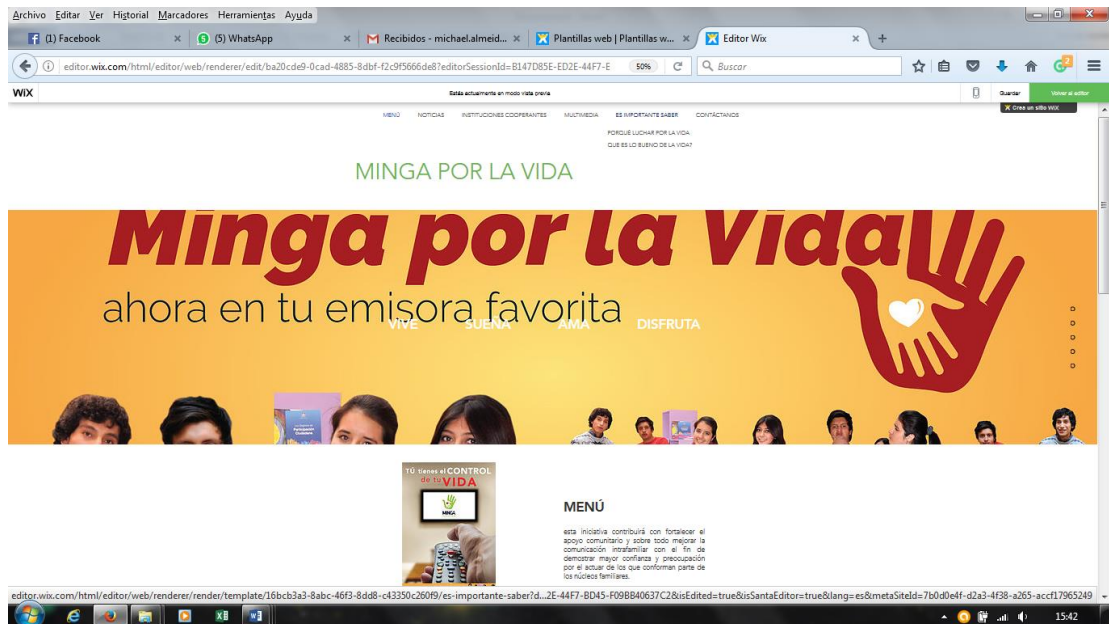 Archivo Editar Ver Historial Marcadores Herramientas Ayuda
(1) Facebook
(5) WhatsApp
Recibidos - michael.almeid...
Plantillas web | Plantillas w...
Editor Wix
editor.wix.com/html/editor/web/renderer/edit/ba20cde9-0cad-4885-8dbf-f2c9f5666de8?editorSessionId=B147D85E-ED2E-44F7-E
50%
Buscar
WiX
Estás actualmente en modo vista previa
Guardar
Volver al editor
Crea un sitio WiX
MENÚ NOTICIAS INSTITUCIONES COOPERANTES MULTIMEDIA ES IMPORTANTE SABER CONTÁCTANOS
PORQUE LUCHAR POR LA VIDA
QUE ES LO BUENO DE LA VIDA?
MINGA POR LA VIDA
Minga por la Vida
ahora en tu emisora favorita
VIVE SUEÑA AMA DISFRUTA
TÚ tienes el CONTROL
de tu VIDA
MINGA
MENÚ
esta iniciativa contribuirá con fortalecer el
apoyo comunitario y sobre todo mejorar la
comunicación intrafamiliar con el fin de
demostrar mayor confianza y preocupación
por el actuar de los que conforman parte de
los núcleos familiares.
editor.wix.com/html/editor/web/renderer/render/template/16bcb3a3-8abc-46f3-8dd8-c43350c260f9/es-importante-saber?d...2E-44F7-BD45-F09BB40637C2&isEdited=true&isSantaEditor=true&lang=es&metaSiteId=7b0d0e4f-d2a3-4f38-a265-accf17965249
15:42